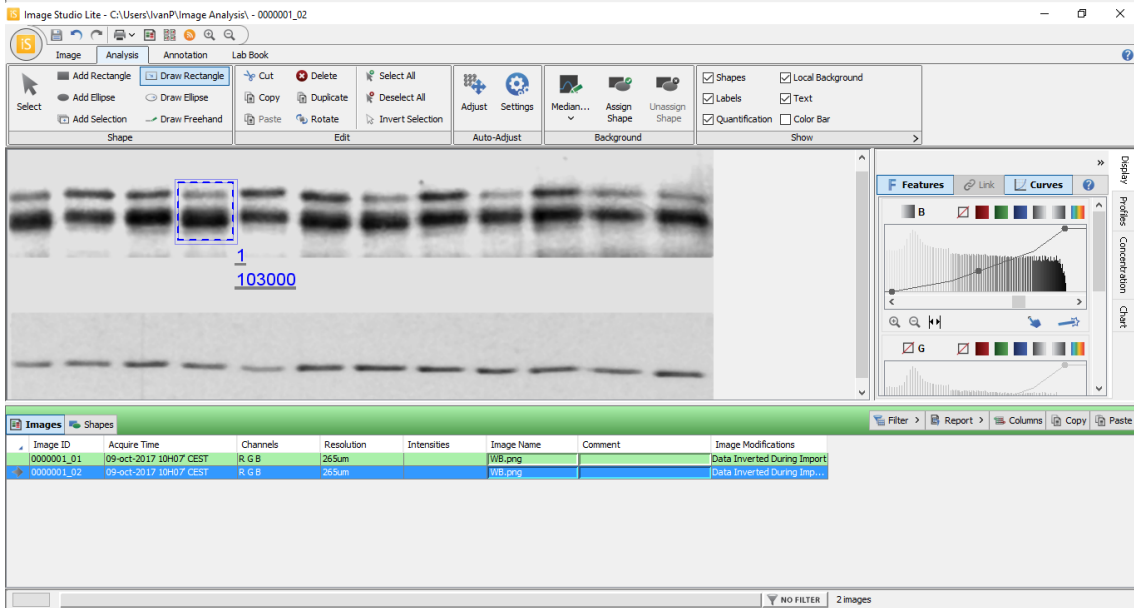 Image Studio Lite - C:\Users\IvanP\Image Analysis\ - 0000001_02
iS
Image Analysis Annotation Lab Book
Select
Add Rectangle Draw Rectangle
Add Ellipse Draw Ellipse
Add Selection Draw Freehand
Shape
Cut Delete Select All
Copy Duplicate Deselect All
Paste Rotate Invert Selection
Edit
Adjust Settings
Auto-Adjust
Median... Assign Shape Unassign Shape
Background
Shapes Local Background
Labels Text
Quantification Color Bar
Show
1
103000
Features Link Curves
B
G
Display
Profiles
Concentration
Chart
Images Shapes
Filter > Report > Columns Copy Paste
Image ID Acquire Time Channels Resolution Intensities Image Name Comment Image Modifications
0000001_01 09-oct-2017 10H07' CEST R G B 265um WB.png Data Inverted During Import
0000001_02 09-oct-2017 10H07' CEST R G B 265um WB.png Data Inverted During Imp...
NO FILTER 2 images